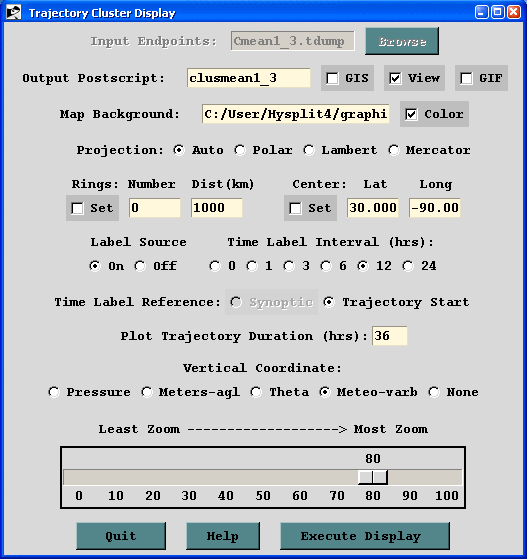 Trajectory Cluster Display
Input Endpoints: Cmean1_3.tdump Browse
Output Postscript: clusmean1_3 GIS View GIF
Map Background: C:/User/Hysplit4/graphi Color
Projection: Auto Polar Lambert Mercator
Rings: Number Dist(km) Center: Lat Long
Set 0 1000 Set 30.000 -90.00
Label Source Time Label Interval (hrs):
On Off 0 1 3 6 12 24
Time Label Reference: Synoptic Trajectory Start
Plot Trajectory Duration (hrs): 36
Vertical Coordinate:
Pressure Meters-agl Theta Meteo-varb None
Least Zoom -------------------> Most Zoom
80
0 10 20 30 40 50 60 70 80 90 100
Quit Help Execute Display